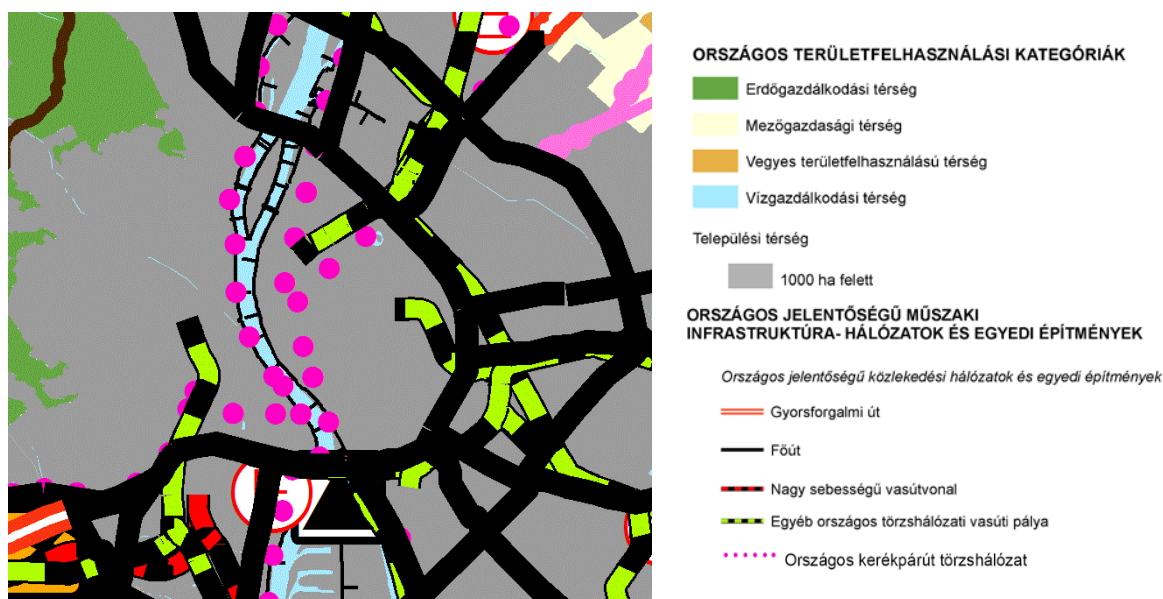 ORSZÁGOS TERÜLETFELHASZNÁLÁSI KATEGÓRIÁK
Erdőgazdálkodási térség
Mezőgazdasági térség
Vegyes területfelhasználású térség
Vízgazdálkodási térség
Települési térség
1000 ha felett
ORSZÁGOS JELENTŐSÉGŰ MŰSZAKI
INFRASTRUKTÚRA- HÁLÓZATOK ÉS EGYEDI ÉPÍTMÉNYEK
Országos jelentőségű közlekedési hálózatok és egyedi építmények
Gyorsforgalmi út
Főút
Nagy sebességű vasútvonal
Egyéb országos törzshálózati vasúti pálya
Országos kerékpárút törzshálózat